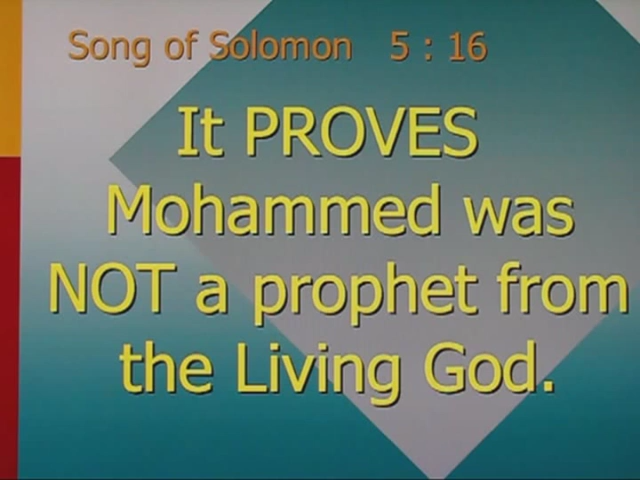 Song of Solomon 5 : 16
It PROVES
Mohammed was
NOT a prophet from
the Living God.